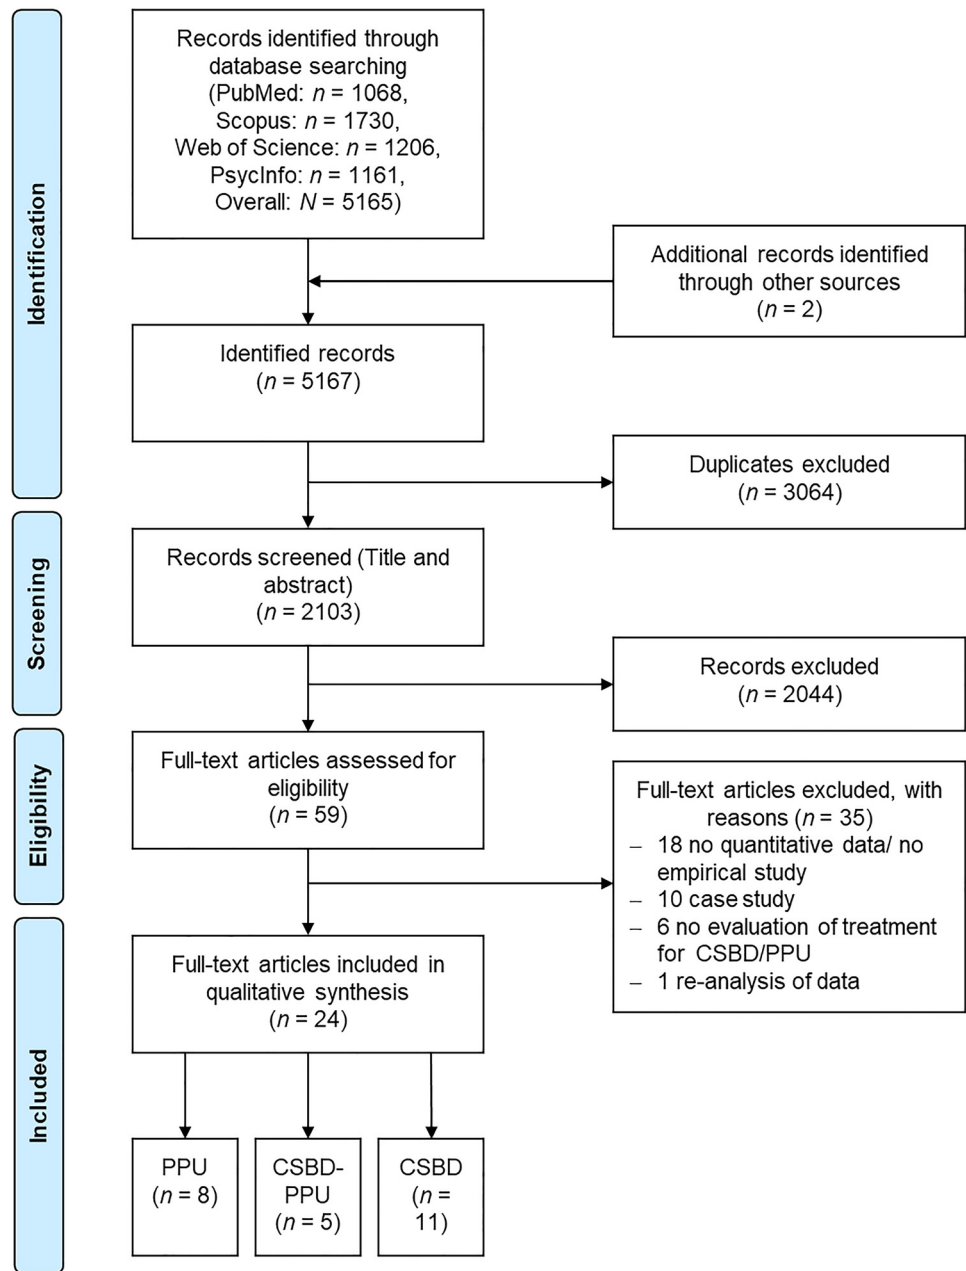 Identification
Records identified through
database searching
(PubMed: n = 1068,
Scopus: n = 1730,
Web of Science: n = 1206,
PsycInfo: n = 1161,
Overall: N = 5165)
Additional records identified
through other sources
(n = 2)
Identified records
(n = 5167)
Duplicates excluded
(n = 3064)
Screening
Records screened (Title and
abstract)
(n = 2103)
Records excluded
(n = 2044)
Eligibility
Full-text articles assessed for
eligibility
(n = 59)
Full-text articles excluded, with
reasons (n = 35)
– 18 no quantitative data/ no
empirical study
– 10 case study
– 6 no evaluation of treatment
for CSBD/PPU
– 1 re-analysis of data
Included
Full-text articles included in
qualitative synthesis
(n = 24)
PPU
(n = 8)
CSBD-
PPU
(n = 5)
CSBD
(n =
11)